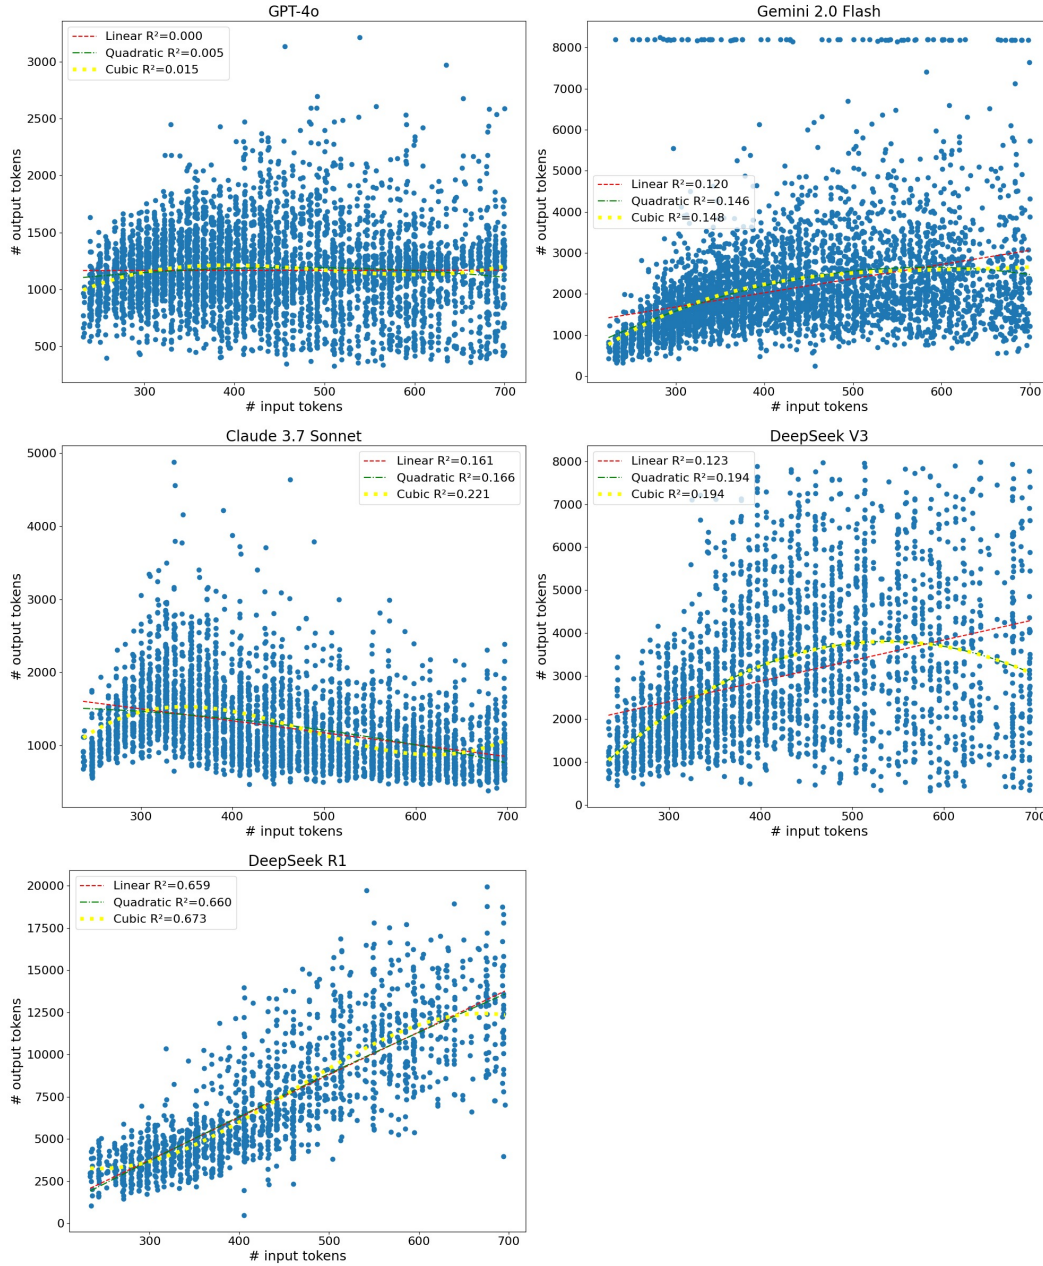 GPT-4o
Linear R²=0.000
Quadratic R²=0.005
Cubic R²=0.015
# output tokens
3000
2500
2000
1500
1000
500
300 400 500 600 700
# input tokens
Gemini 2.0 Flash
Linear R²=0.120
Quadratic R²=0.146
Cubic R²=0.148
# output tokens
8000
7000
6000
5000
4000
3000
2000
1000
0
300 400 500 600 700
# input tokens
Claude 3.7 Sonnet
Linear R²=0.161
Quadratic R²=0.166
Cubic R²=0.221
# output tokens
5000
4000
3000
2000
1000
300 400 500 600 700
# input tokens
DeepSeek V3
Linear R²=0.123
Quadratic R²=0.194
Cubic R²=0.194
# output tokens
8000
7000
6000
5000
4000
3000
2000
1000
0
300 400 500 600 700
# input tokens
DeepSeek R1
Linear R²=0.659
Quadratic R²=0.660
Cubic R²=0.673
# output tokens
20000
17500
15000
12500
10000
7500
5000
2500
0
300 400 500 600 700
# input tokens